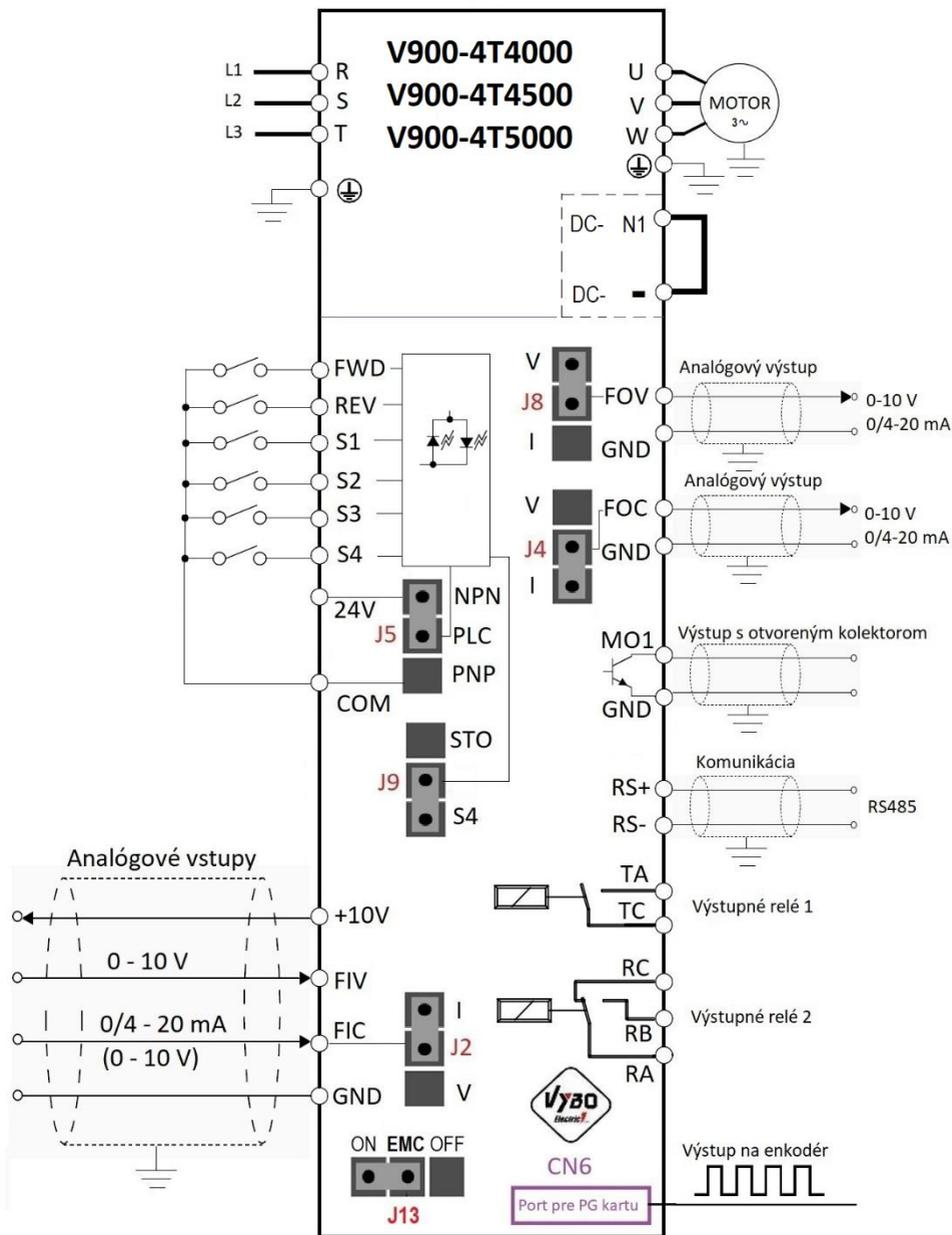 V900-4T4000
V900-4T4500
V900-4T5000
L1 R
L2 S
L3 T
U
V
W
MOTOR
3~
DC- N1
DC- -
FWD
REV
S1
S2
S3
S4
24V
COM
NPN
J5 PLC
PNP
STO
J9
S4
V
J8
I
FOV
GND
Analógový výstup
0-10 V
0/4-20 mA
V
J4
I
FOC
GND
Analógový výstup
0-10 V
0/4-20 mA
MO1
GND
Výstup s otvoreným kolektorom
Komunikácia
RS+
RS-
RS485
TA
TC
Výstupné relé 1
RC
RB
RA
Výstupné relé 2
Analógové vstupy
+10V
0 - 10 V
FIV
0/4 - 20 mA
(0 - 10 V)
FIC
GND
I
J2
V
ON EMC OFF
J13
VYBO
Electric
CN6
Port pre PG kartu
Výstup na enkodér